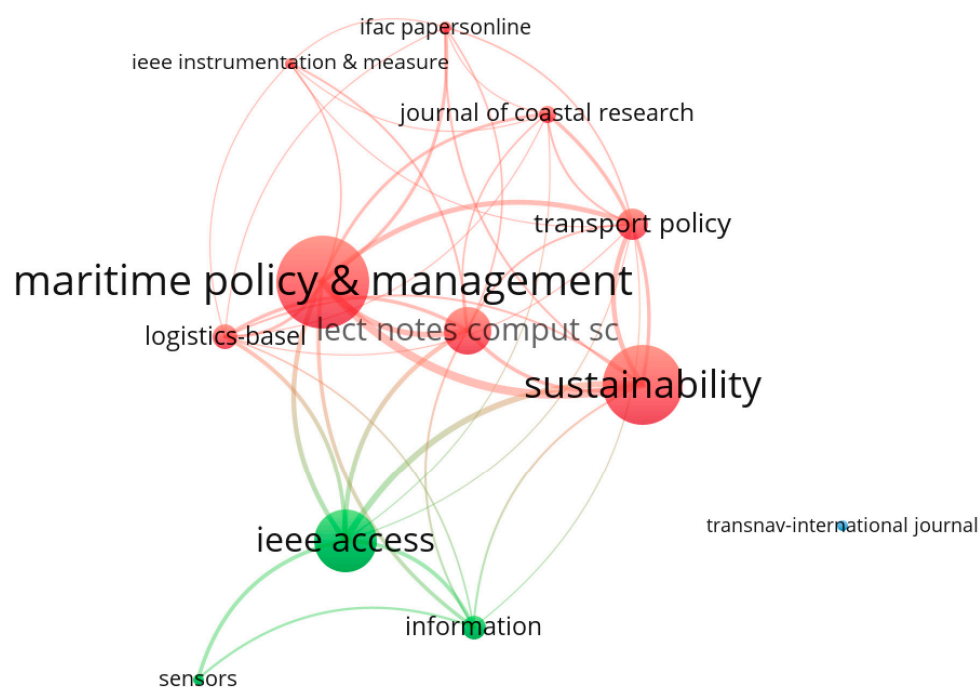 ifac papersonline
ieee instrumentation & measure
journal of coastal research
transport policy
maritime policy & management
lect notes comput sc
logistics-basel
sustainability
transnav-international journal
ieee access
information
sensors